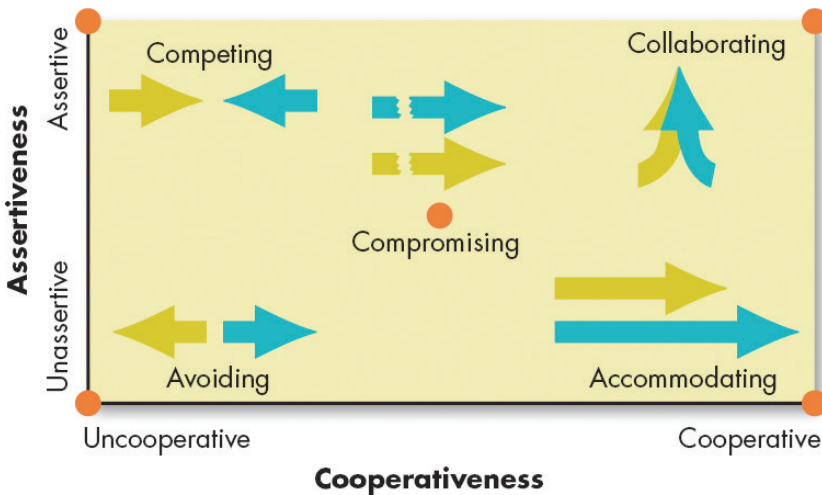 Assertiveness
Assertive
Unassertive
Competing
Collaborating
Compromising
Avoiding
Accommodating
Uncooperative
Cooperative
Cooperativeness